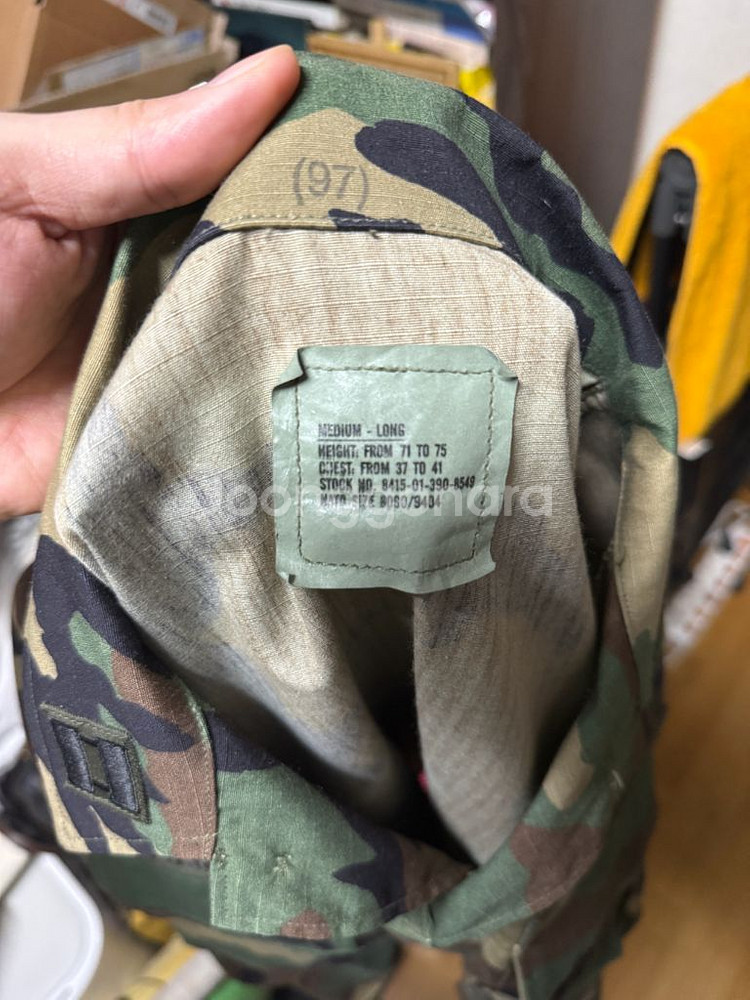 (97)
MEDIUM - LONG
HEIGHT. FROM 71 TO 75
CHEST. FROM 37 TO 41
STOCK NO. 8415-01-390-8549
NATO SIZE 8090/9404
Joonggonara